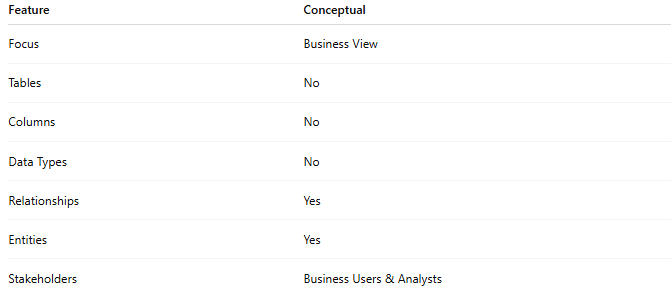 Feature Conceptual
Focus Business View
Tables No
Columns No
Data Types No
Relationships Yes
Entities Yes
Stakeholders Business Users & Analysts